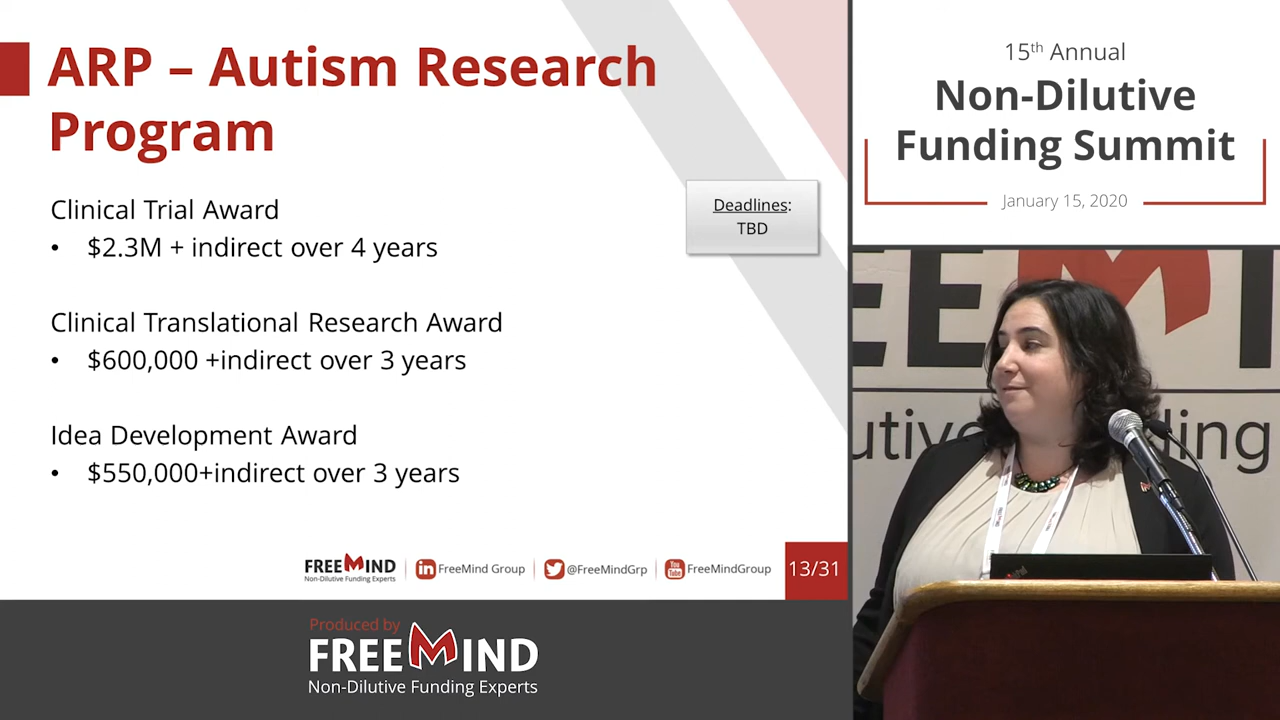 ARP – Autism Research
Program
Clinical Trial Award
• $2.3M + indirect over 4 years
Clinical Translational Research Award
• $600,000 +indirect over 3 years
Idea Development Award
• $550,000+indirect over 3 years
Deadlines:
TBD
FREEMIND
Non-Dilutive Funding Experts
FreeMind Group
@FreeMindGrp
You
Tube
FreeMindGroup
13/31
Produced by
FREEMIND
Non-Dilutive Funding Experts
15th Annual
Non-Dilutive
Funding Summit
January 15, 2020